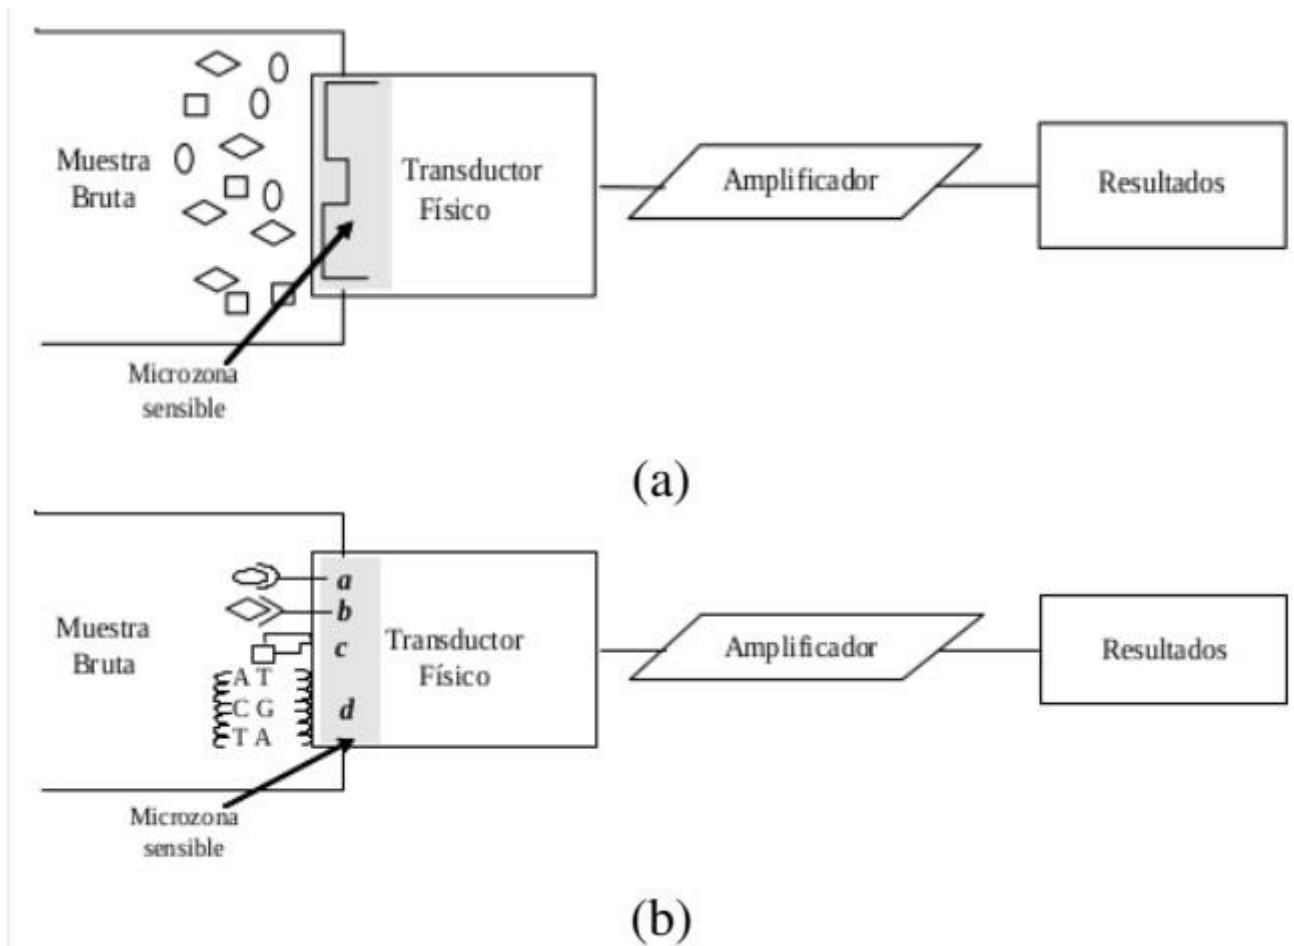 Muestra
Bruta
Transductor
Físico
Amplificador
Resultados
Microzona
sensible
(a)
Muestra
Bruta
a
b
c
A T
C G
d
T A
Transductor
Físico
Amplificador
Resultados
Microzona
sensible
(b)